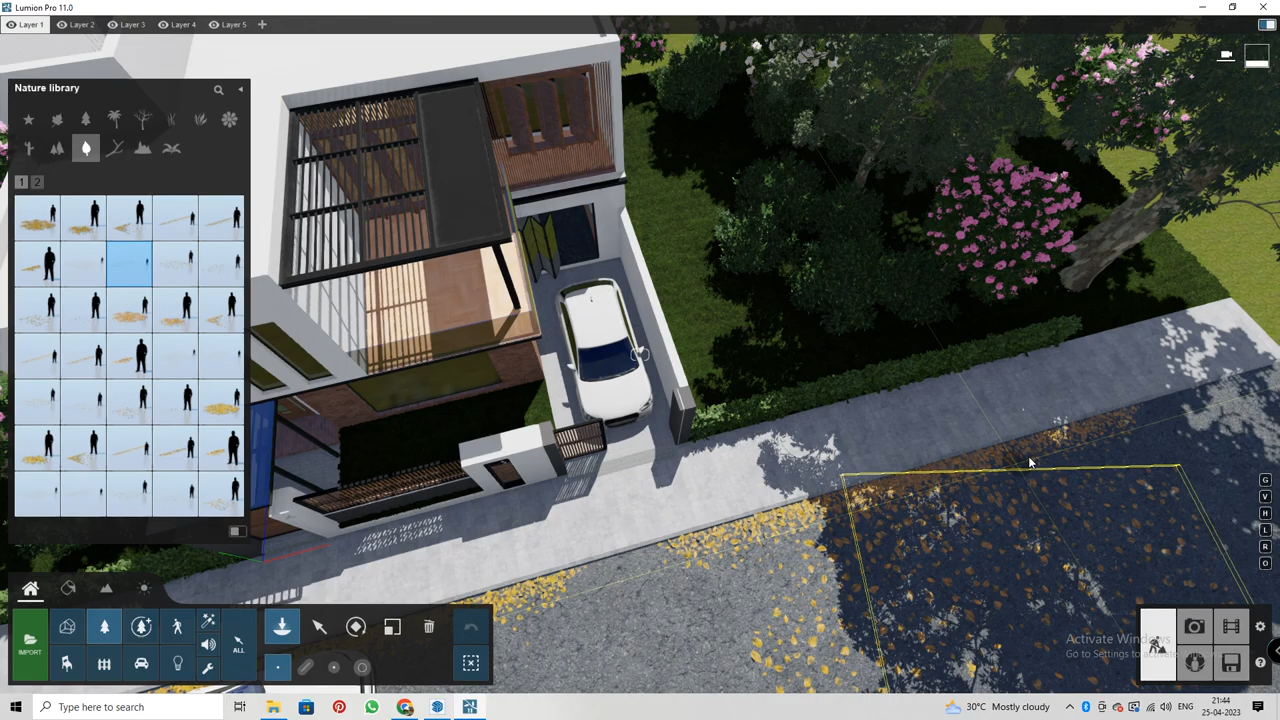 Lumion Pro 11.0
Layer 1 Layer 2 Layer 3 Layer 4 Layer 5
Nature library
1 2
G
V
H
L
R
O
IMPORT
ALL
Activate Windows
Go to Settings to activate
Type here to search
30°C Mostly cloudy
ENG
21:44
25-04-2023